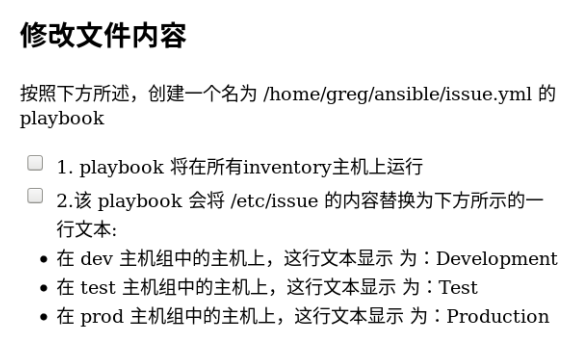 修改文件内容
按照下方所述，创建一个名为 /home/greg/ansible/issue.yml 的
playbook
1. playbook 将在所有inventory主机上运行
2.该 playbook 会将 /etc/issue 的内容替换为下方所示的一
行文本:
• 在 dev 主机组中的主机上，这行文本显示 为：Development
• 在 test 主机组中的主机上，这行文本显示 为：Test
• 在 prod 主机组中的主机上，这行文本显示 为：Production